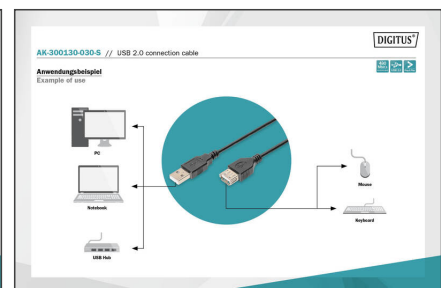 DIGITUS®
AK-300130-030-S // USB 2.0 connection cable
Anwendungsbeispiel
Example of use
480
PC
Notebook
USB Hub
Mouse
Keyboard